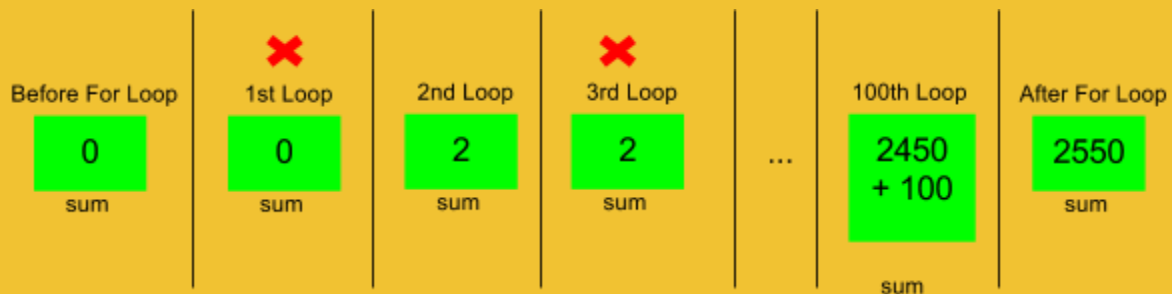 Before For Loop
0
sum
1st Loop
0
sum
2nd Loop
2
sum
3rd Loop
2
sum
...
100th Loop
2450
+ 100
sum
After For Loop
2550
sum